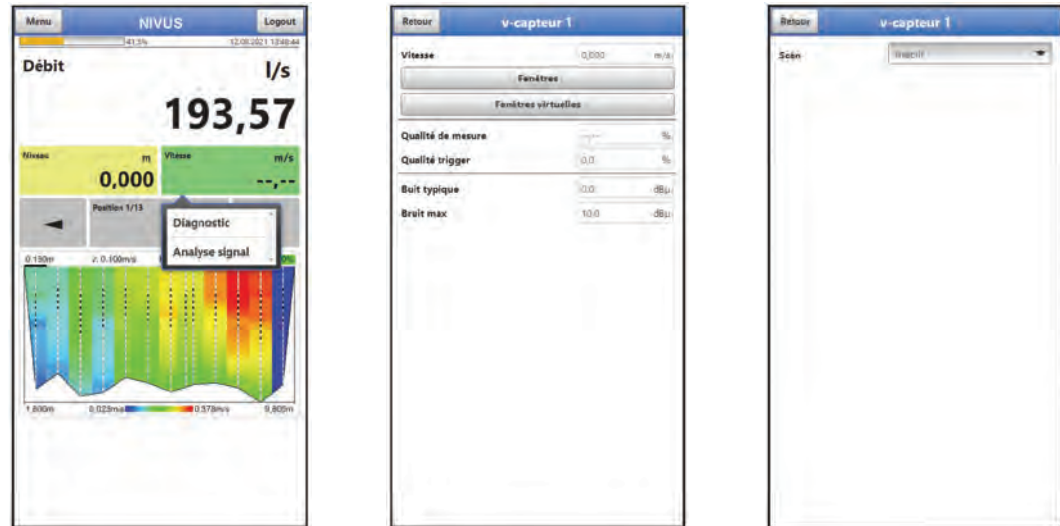 Menu NIVUS Logout
41,5% 12.08.2021 13:48:44
Débit l/s
193,57
Niveau m Vitesse m/s
0,000 --,--
Position 1/13
Diagnostic
Analyse signal
0.150m v: 0.100m/s 0%
1,800m 0,023m/s 0,378m/s 9,805m
Retour v-capteur 1
Vitesse 0,000 m/s
Fenêtres
Fenêtres virtuelles
Qualité de mesure --,-- %
Qualité trigger 0,0 %
Buit typique 0.0 dBµ
Bruit max 10.0 dBµ
Retour v-capteur 1
Scén Inactif